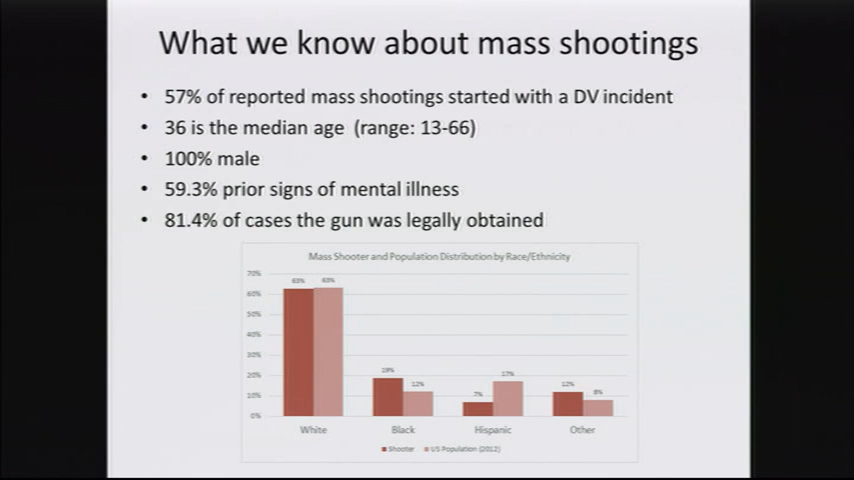 What we know about mass shootings
• 57% of reported mass shootings started with a DV incident
• 36 is the median age (range: 13-66)
• 100% male
• 59.3% prior signs of mental illness
• 81.4% of cases the gun was legally obtained
Mass Shooter and Population Distribution by Race/Ethnicity
70%
60%
50%
40%
30%
20%
10%
0%
63% 63%
19% 12%
7% 17%
12% 8%
White Black Hispanic Other
Shooter US Population (2012)